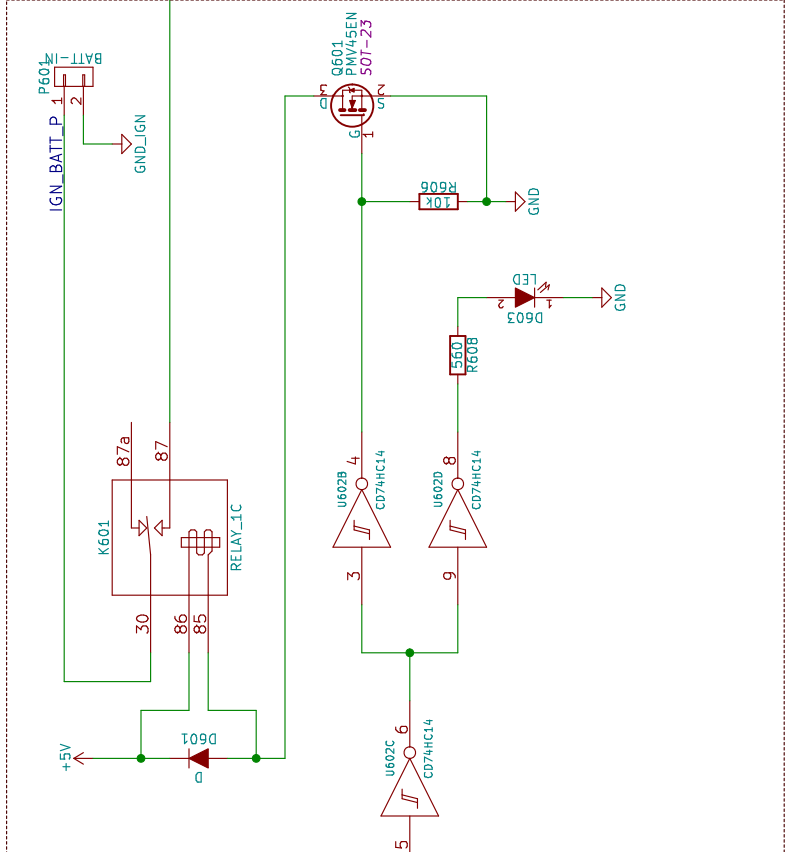 Q601
PMV45EN
SOT-23
BATT-IN
P601
1
2
IGN_BATT_P
GND_IGN
3
D
2
S
G
1
R606
10k
GND
LED
2
1
D603
GND
560
R608
87a
87
4
8
U602B
CD74HC14
U602D
CD74HC14
K601
RELAY_1C
3
9
30
86
85
+5V
D601
D
6
U602C
CD74HC14
5